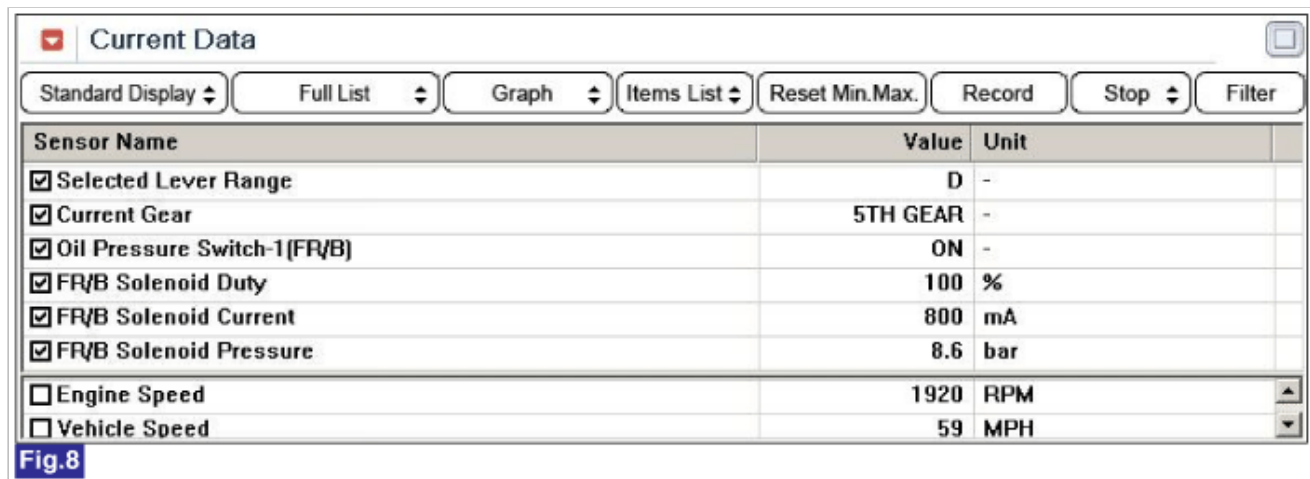 Current Data
Standard Display Full List Graph Items List Reset Min.Max. Record Stop Filter
Sensor Name Value Unit
Selected Lever Range D -
Current Gear 5TH GEAR -
Oil Pressure Switch-1(FR/B) ON -
FR/B Solenoid Duty 100 %
FR/B Solenoid Current 800 mA
FR/B Solenoid Pressure 8.6 bar
Engine Speed 1920 RPM
Vehicle Speed 59 MPH
Fig.8